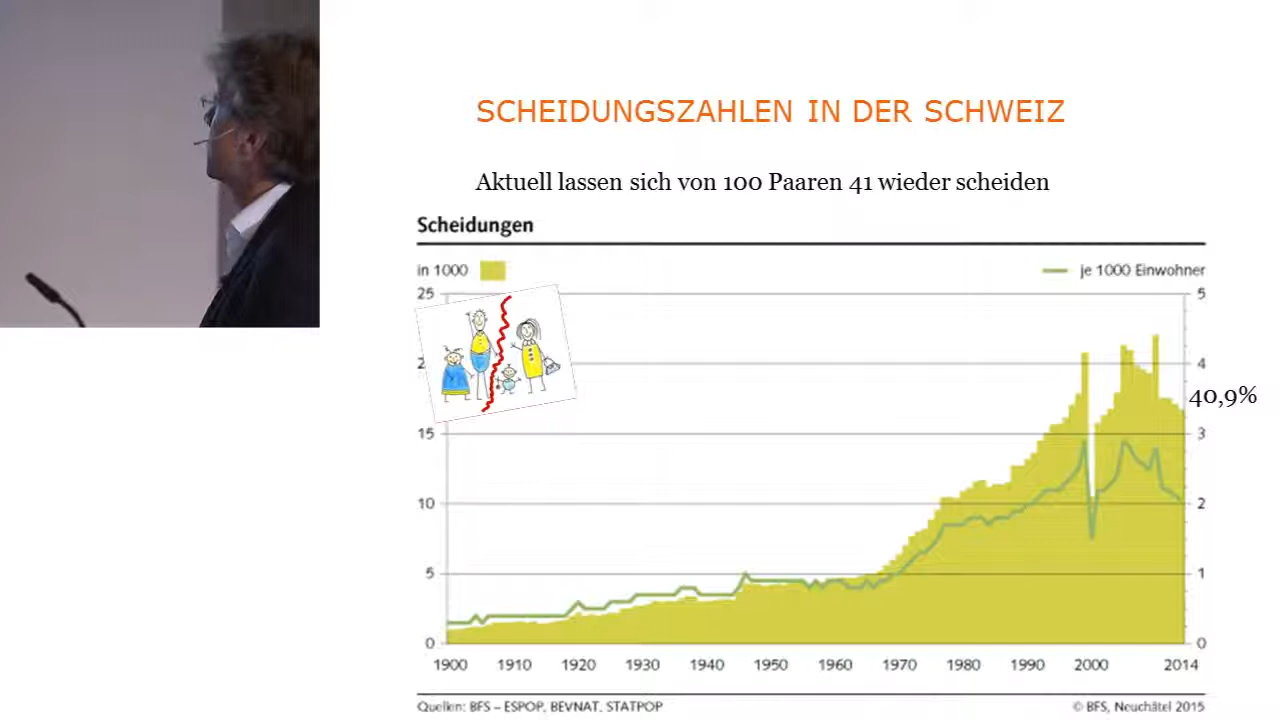 SCHEIDUNGSZAHLEN IN DER SCHWEIZ
Aktuell lassen sich von 100 Paaren 41 wieder scheiden
Scheidungen
in 1000
je 1000 Einwohner
25
5
2
4
40,9%
15
3
10
2
5
1
0
0
1900 1910 1920 1930 1940 1950 1960 1970 1980 1990 2000 2014
Quellen: BFS – ESPOP, BEVNAT, STATPOP
© BFS, Neuchâtel 2015